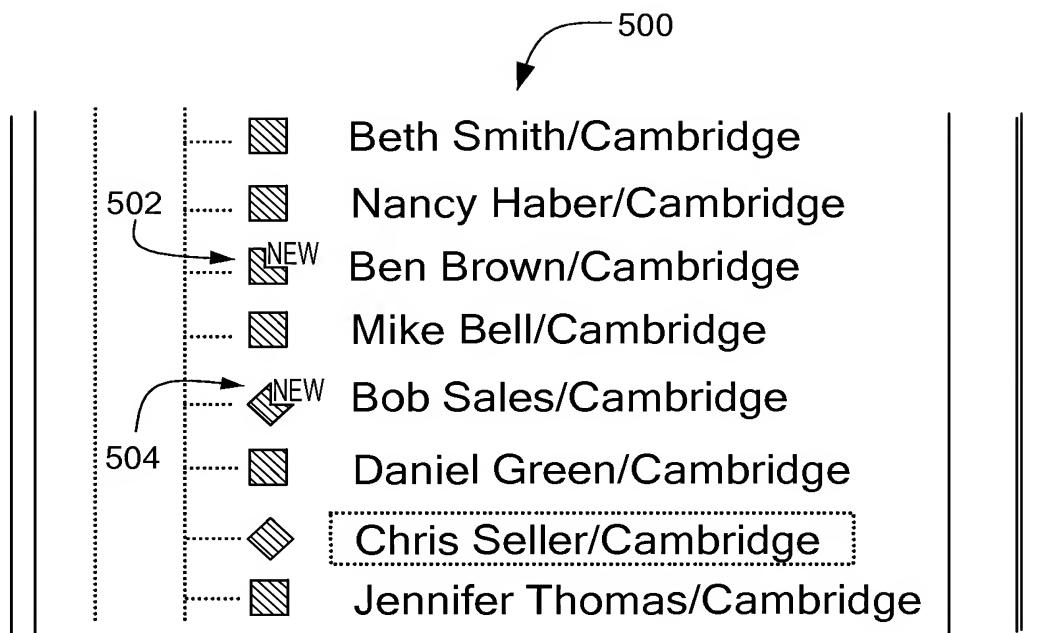 500
Beth Smith/Cambridge
502 Nancy Haber/Cambridge
NEW Ben Brown/Cambridge
Mike Bell/Cambridge
NEW Bob Sales/Cambridge
504 Daniel Green/Cambridge
Chris Seller/Cambridge
Jennifer Thomas/Cambridge